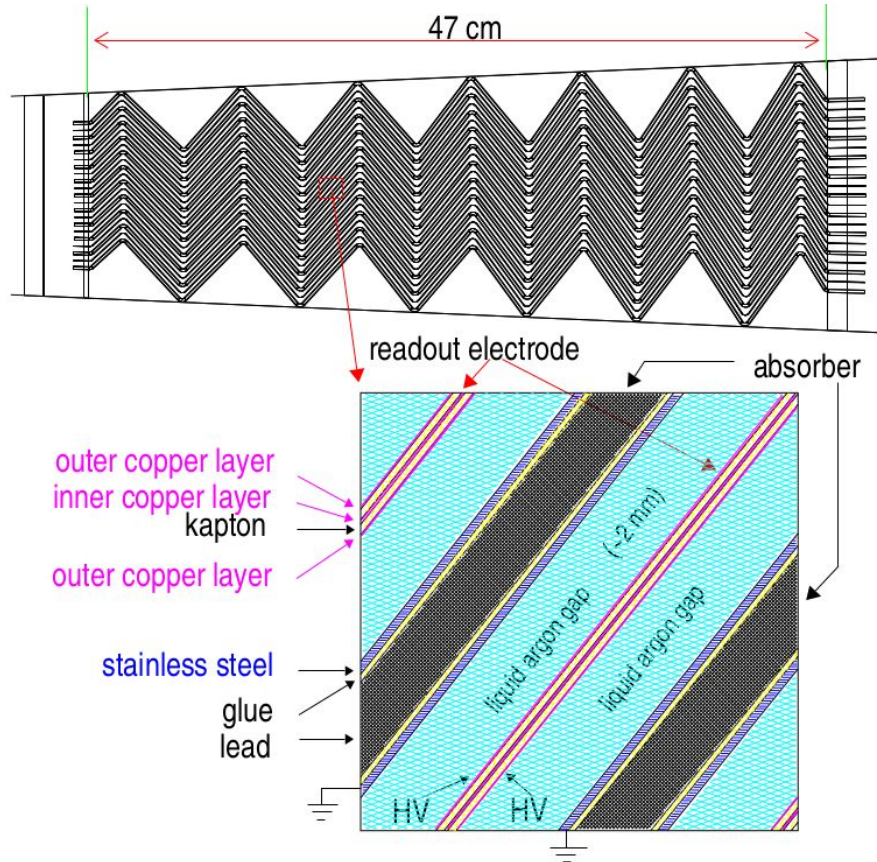 47 cm
readout electrode
absorber
outer copper layer
inner copper layer
kapton
outer copper layer
(~2 mm)
liquid argon gap
liquid argon gap
stainless steel
glue
lead
HV
HV